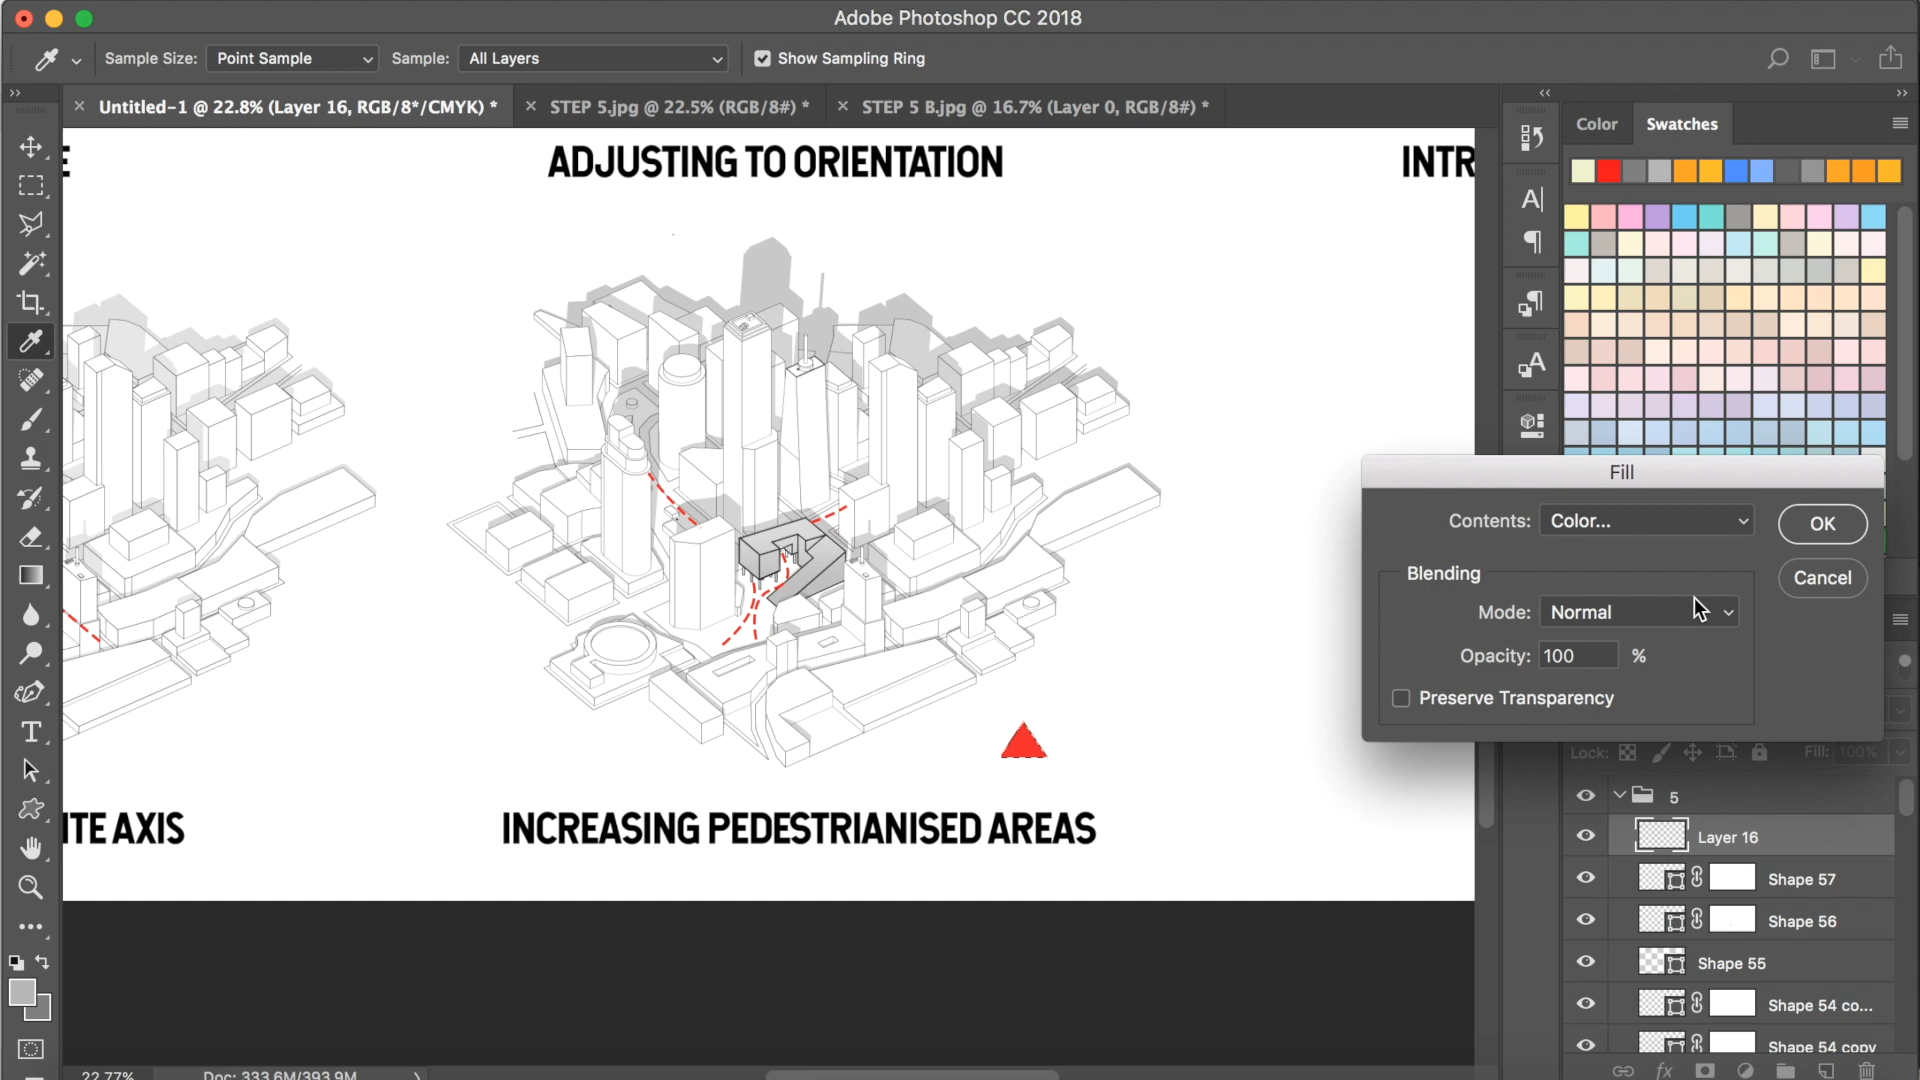 Adobe Photoshop CC 2018
Sample Size: Point Sample Sample: All Layers Show Sampling Ring
Untitled-1 @ 22.8% (Layer 16, RGB/8*/CMYK) *
STEP 5.jpg @ 22.5% (RGB/8#) *
STEP 5 B.jpg @ 16.7% (Layer 0, RGB/8#) *
Color Swatches
E
ADJUSTING TO ORIENTATION
INTR
Fill
Contents: Color...
OK
Blending
Cancel
Mode: Normal
Opacity: 100 %
Preserve Transparency
Lock: Fill: 100%
5
Layer 16
Shape 57
Shape 56
Shape 55
Shape 54 co...
Shape 54 copy
ITE AXIS
INCREASING PEDESTRIANISED AREAS
22.77% Doc: 333.6M/393.9M